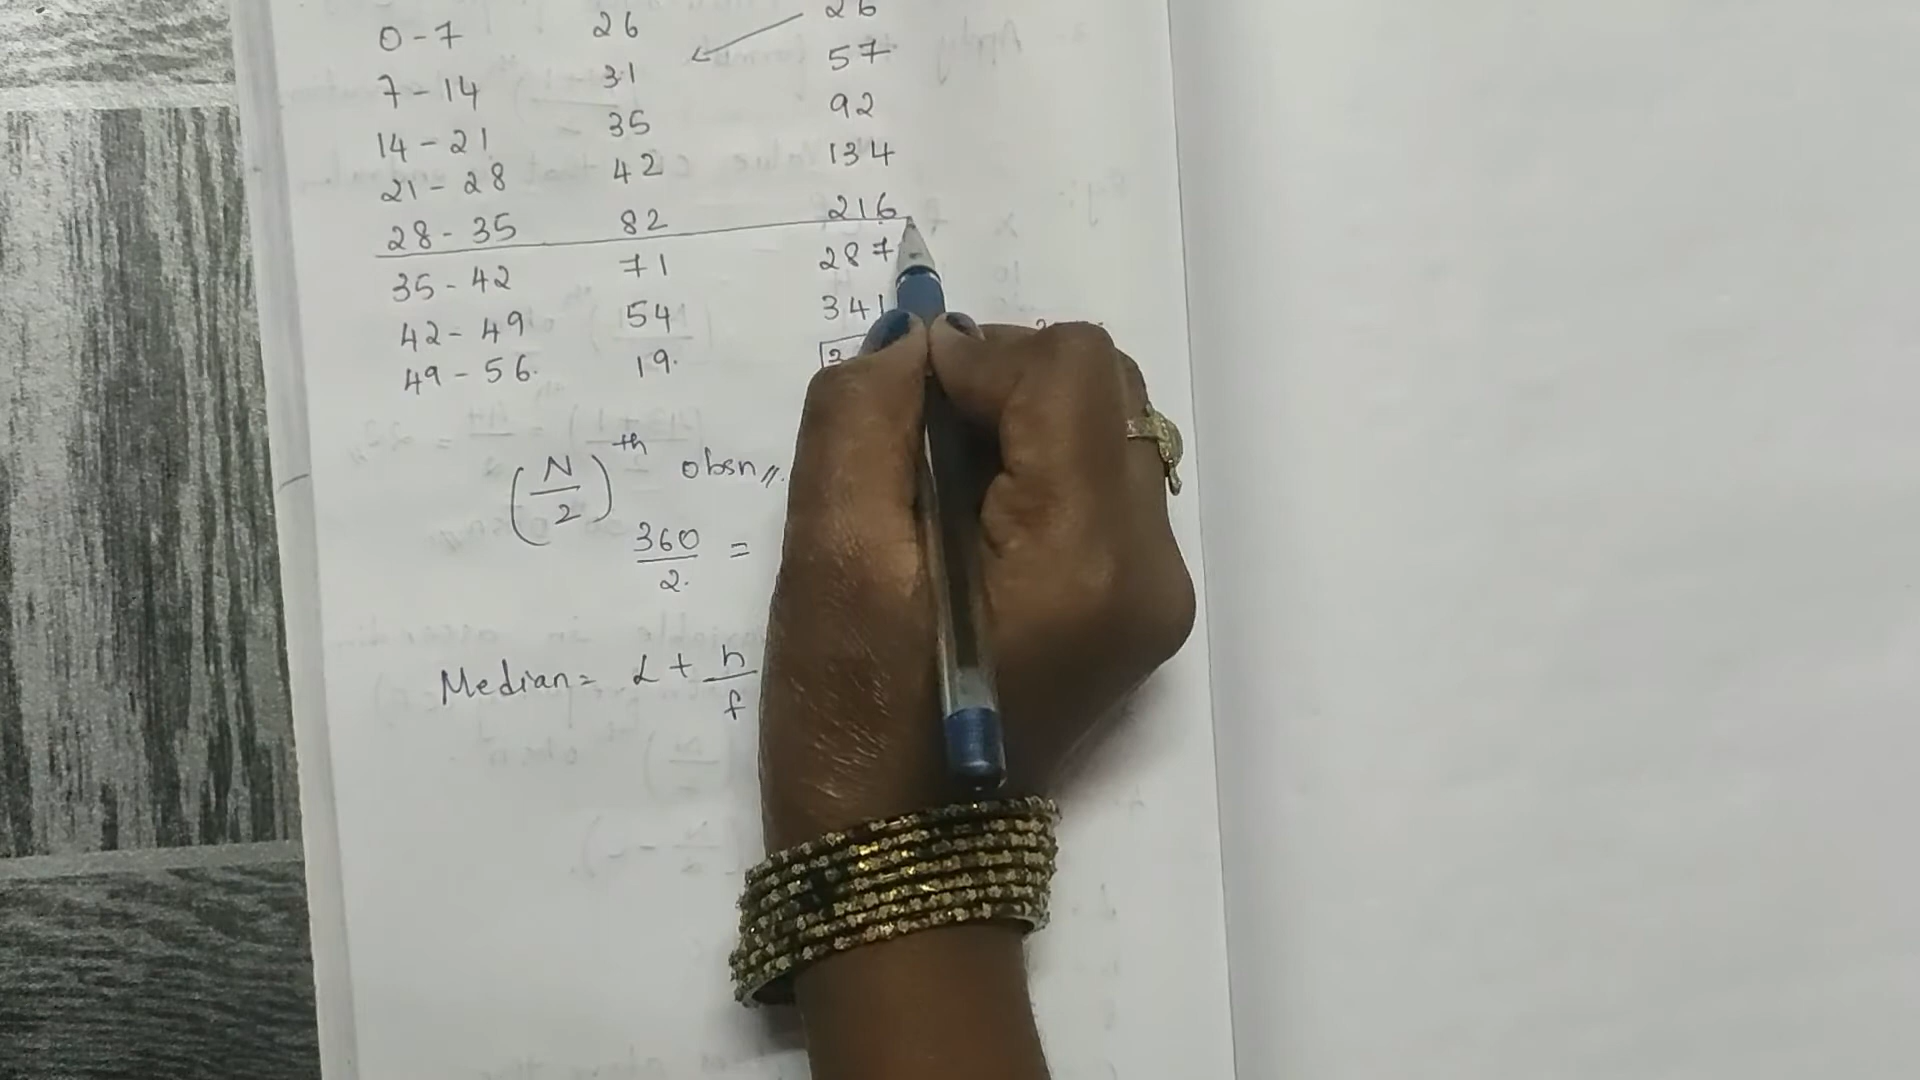 0-7 26 26
7-14 31 57
14-21 35 92
21-28 42 134
28-35 82 216
35-42 71 287
42-49 54 341
49-56. 19.
(N/2)th obsn
360/2. =
Median = L + h/f